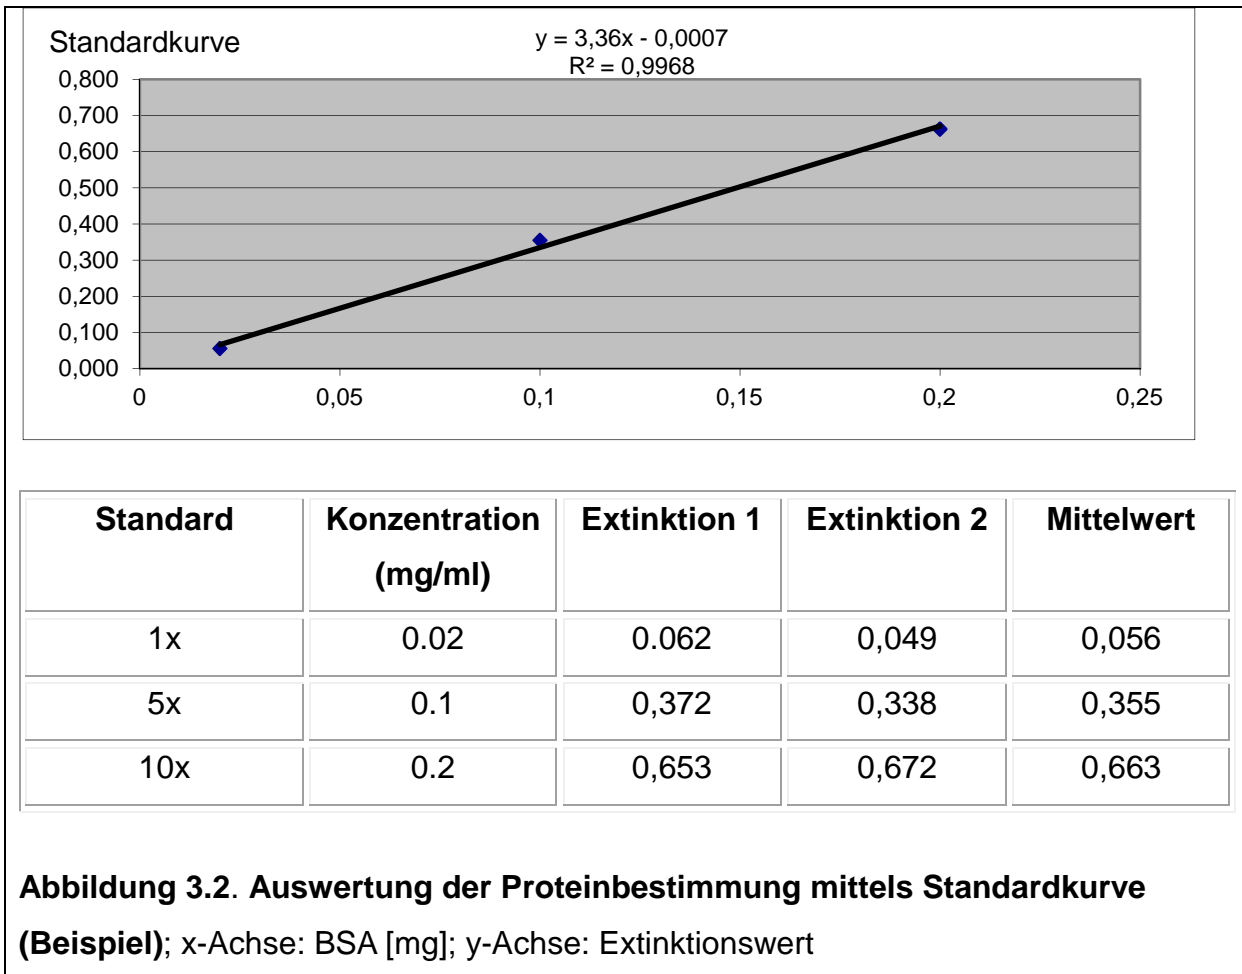 Standardkurve
y = 3,36x - 0,0007
R² = 0,9968
0,800
0,700
0,600
0,500
0,400
0,300
0,200
0,100
0,000
0 0,05 0,1 0,15 0,2 0,25
Standard Konzentration (mg/ml) Extinktion 1 Extinktion 2 Mittelwert
1x 0.02 0.062 0,049 0,056
5x 0.1 0,372 0,338 0,355
10x 0.2 0,653 0,672 0,663
Abbildung 3.2. Auswertung der Proteinbestimmung mittels Standardkurve
(Beispiel); x-Achse: BSA [mg]; y-Achse: Extinktionswert